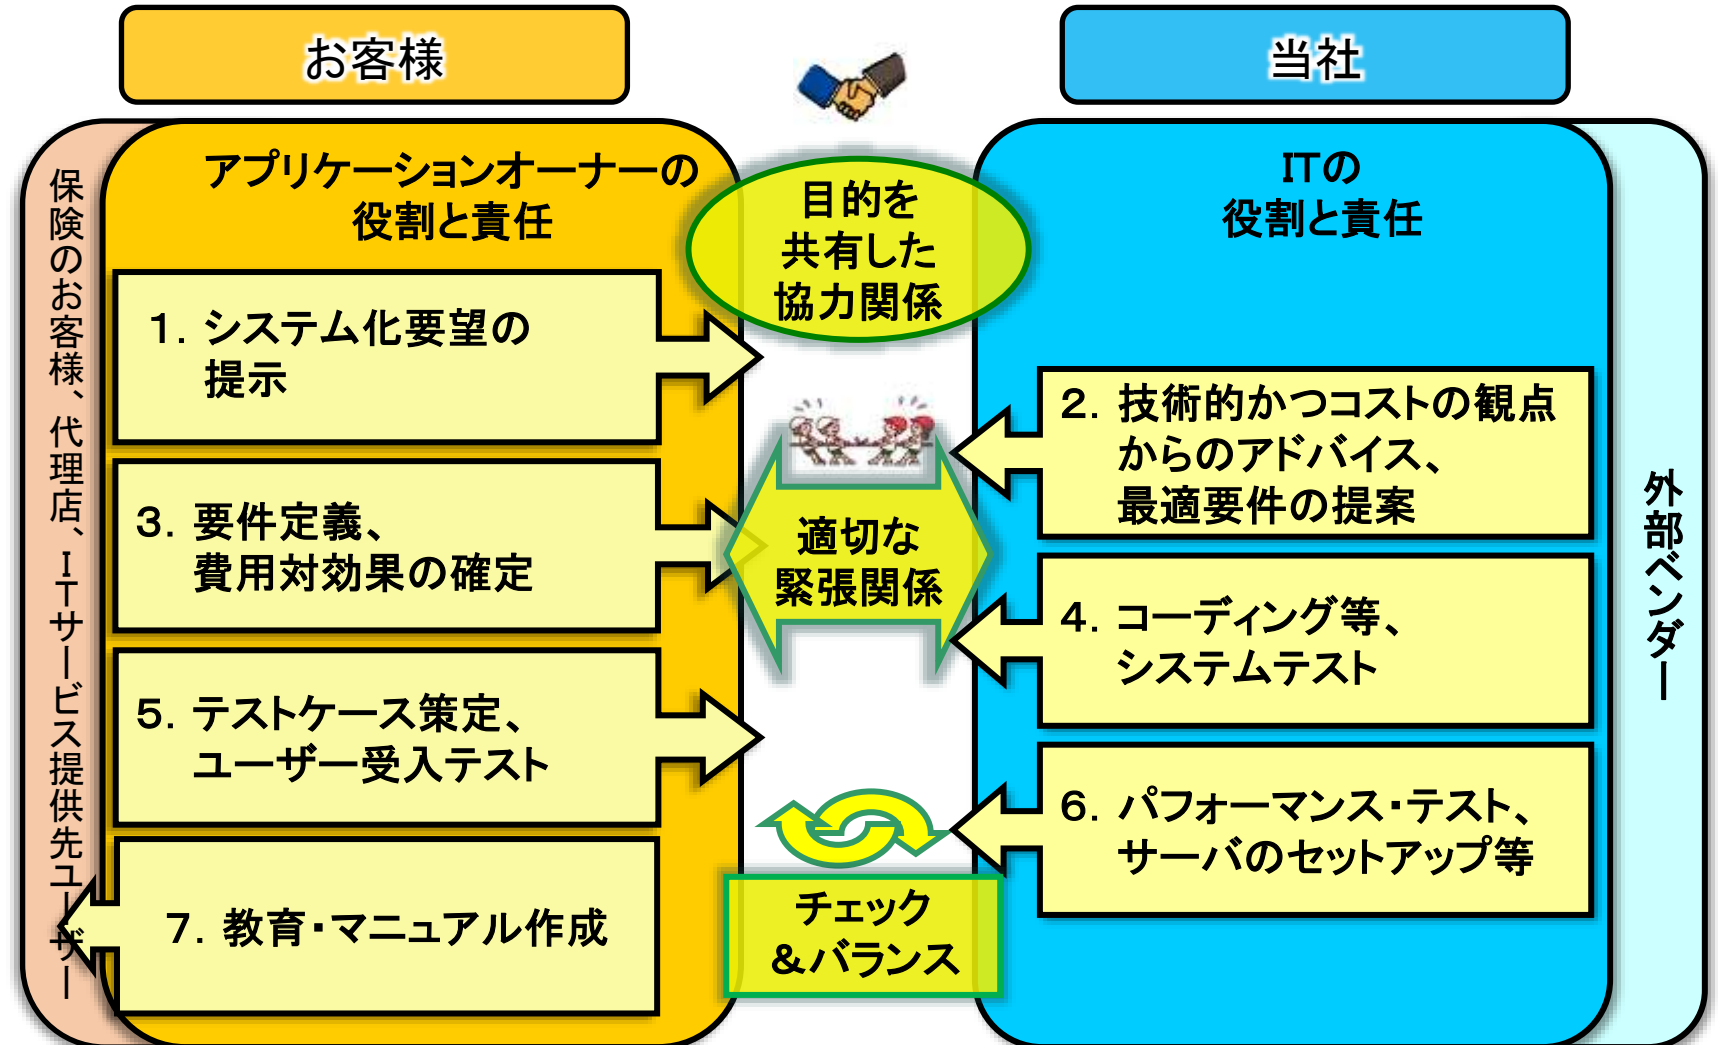 お客様
当社
保険のお客様、代理店、ITサービス提供先ユーザー
アプリケーションオーナーの
役割と責任
1. システム化要望の
提示
3. 要件定義、
費用対効果の確定
5. テストケース策定、
ユーザー受入テスト
7. 教育・マニュアル作成
目的を
共有した
協力関係
適切な
緊張関係
チェック
＆バランス
ITの
役割と責任
2. 技術的かつコストの観点
からのアドバイス、
最適要件の提案
4. コーディング等、
システムテスト
6. パフォーマンス・テスト、
サーバのセットアップ等
外部ベンダー